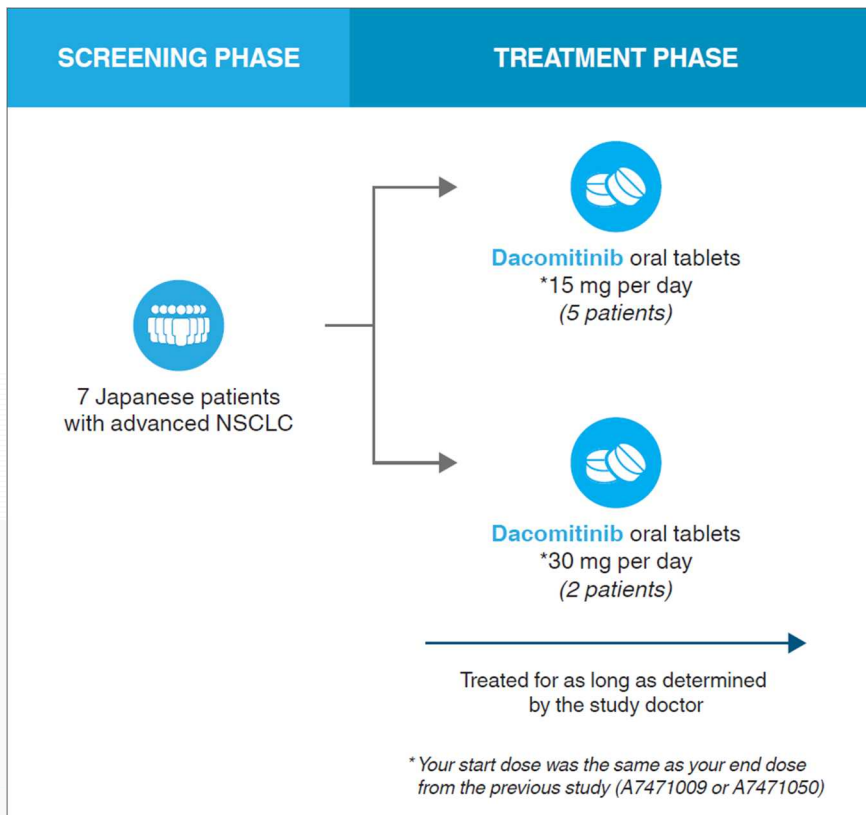 SCREENING PHASE
TREATMENT PHASE
7 Japanese patients
with advanced NSCLC
Dacomitinib oral tablets
*15 mg per day
(5 patients)
Dacomitinib oral tablets
*30 mg per day
(2 patients)
Treated for as long as determined
by the study doctor
* Your start dose was the same as your end dose
from the previous study (A7471009 or A7471050)